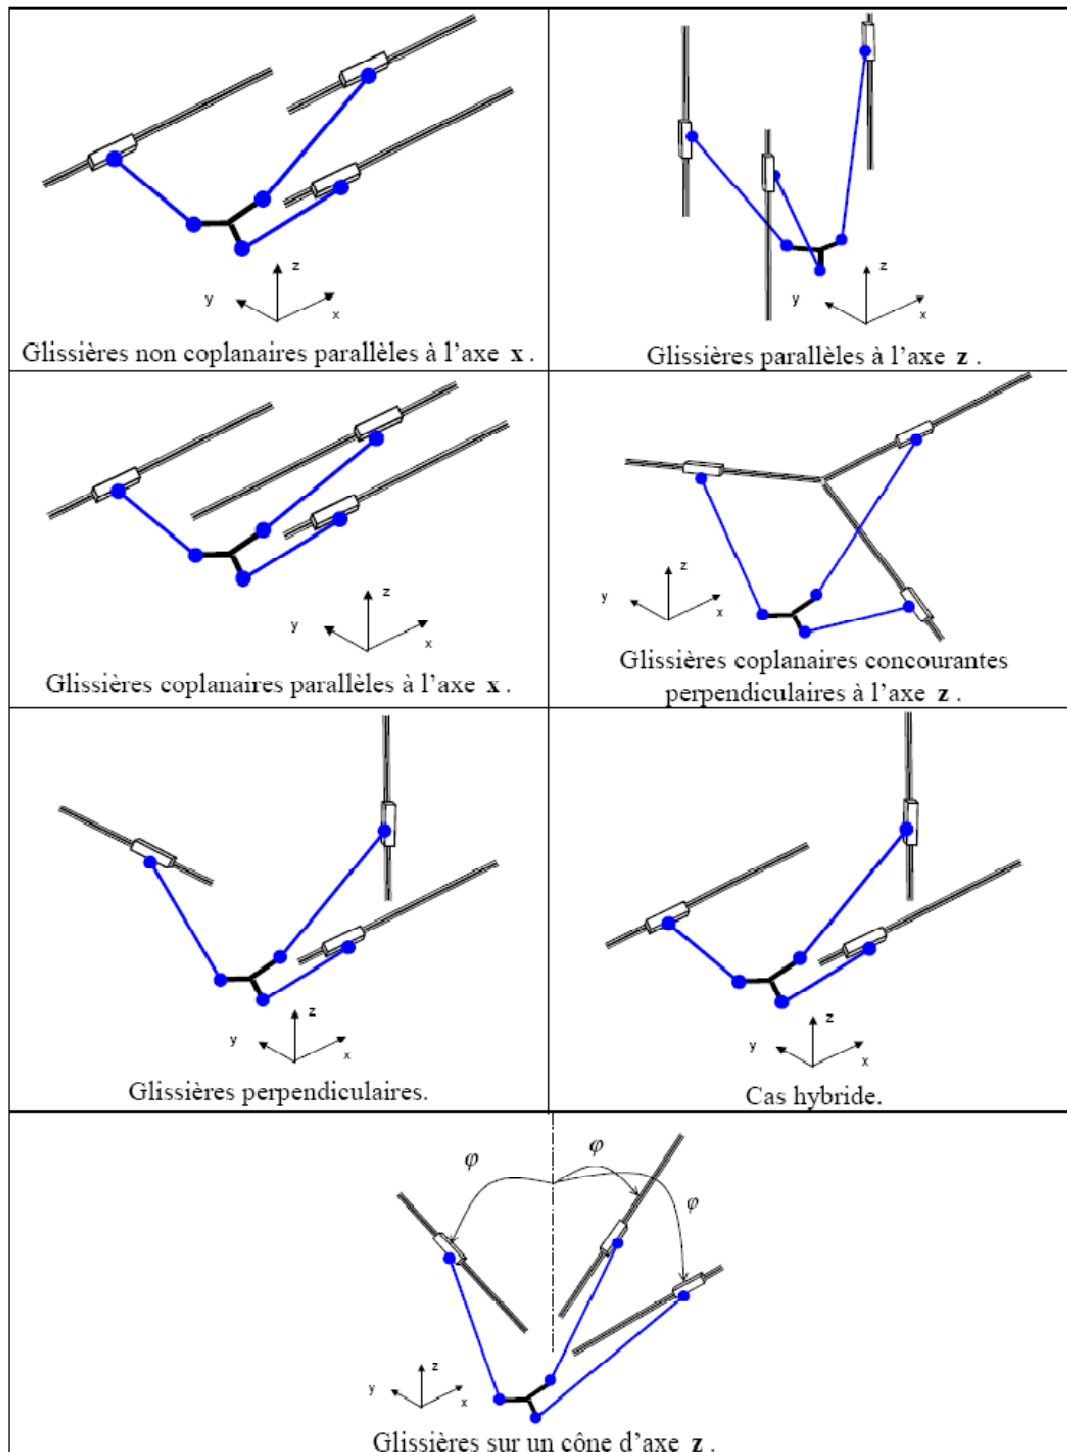 z
y
x
Glissières non coplanaires parallèles à l'axe x .
z
y
x
Glissières parallèles à l'axe z .
z
y
x
Glissières coplanaires parallèles à l'axe x .
z
y
x
Glissières coplanaires concourantes
perpendiculaires à l'axe z .
z
y
x
Glissières perpendiculaires.
z
y
x
Cas hybride.
φ
φ
φ
z
y
x
Glissières sur un cône d'axe z .